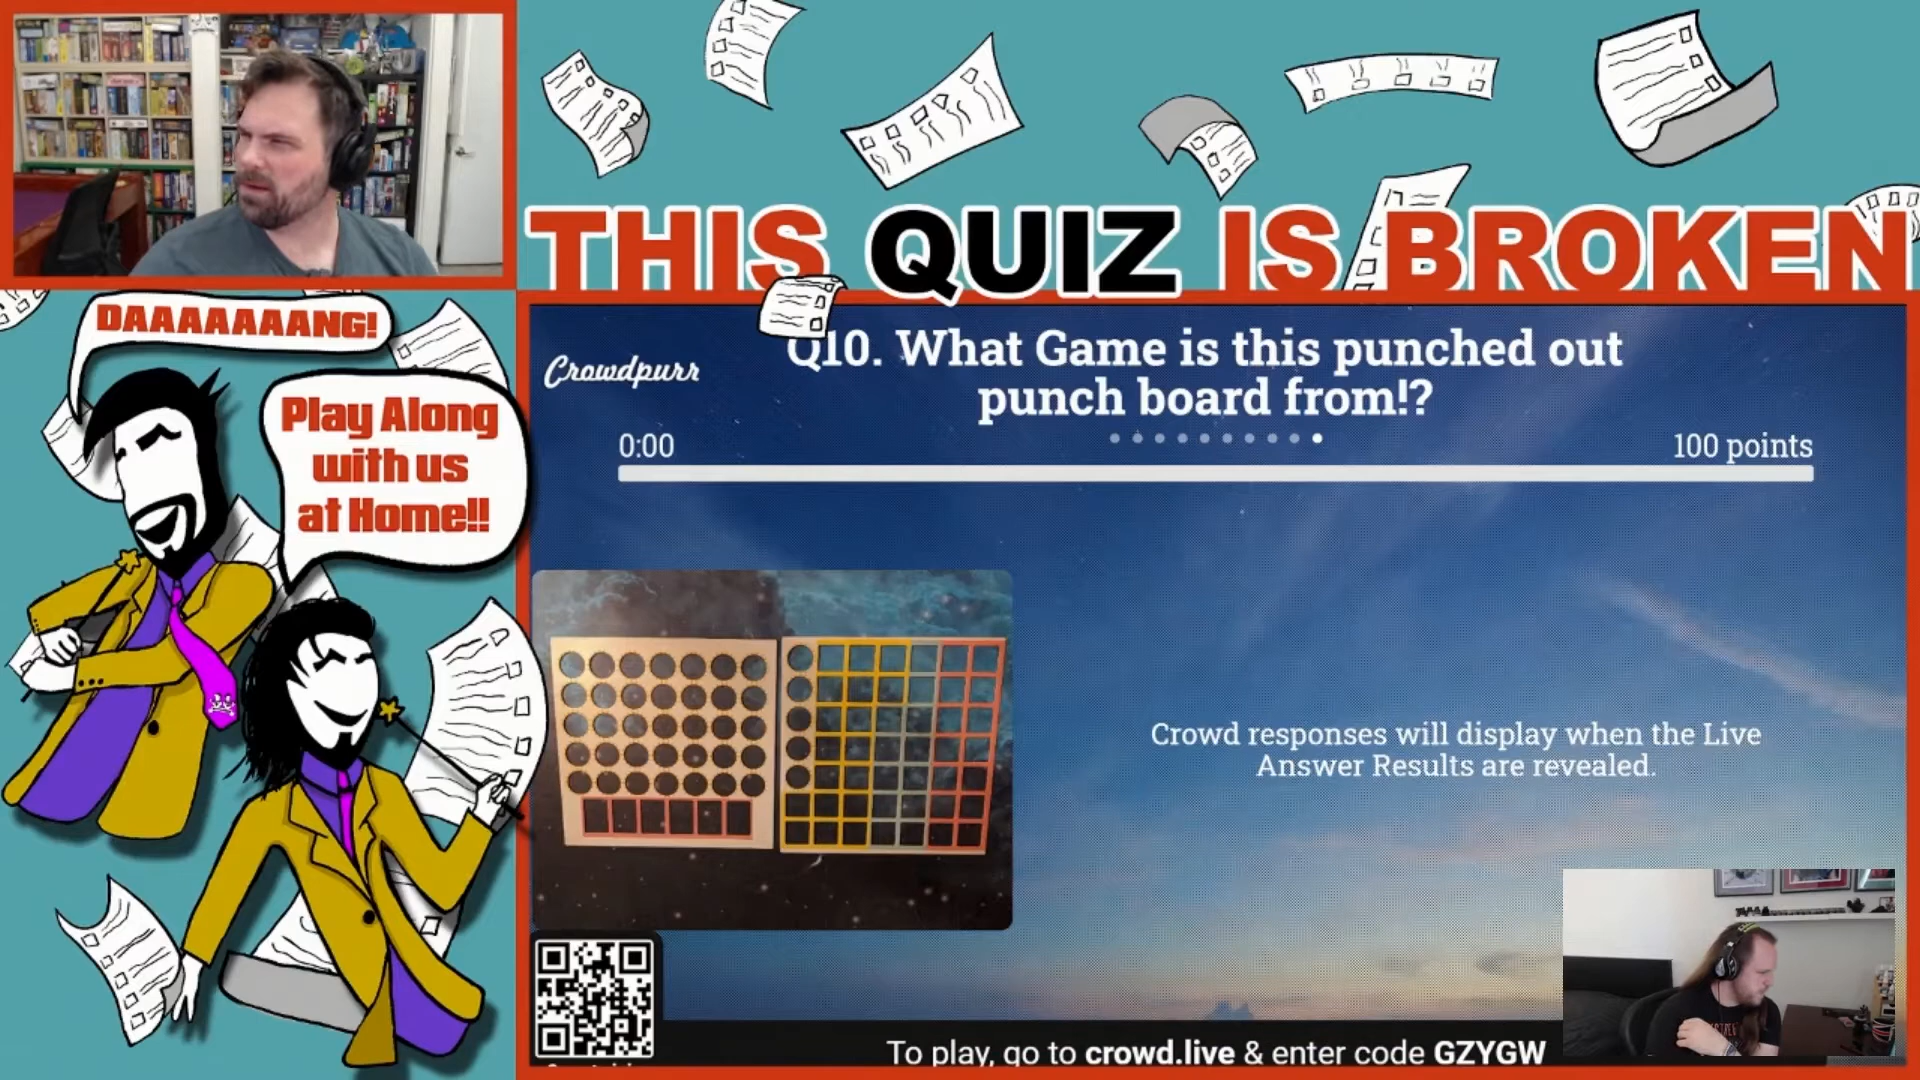 THIS QUIZ IS BROKEN
DAAAAAAAANG!
Play Along
with us
at Home!!
Crowdpurr
Q10. What Game is this punched out
punch board from!?
0:00
100 points
Crowd responses will display when the Live
Answer Results are revealed.
To play, go to crowd.live & enter code GZYGW